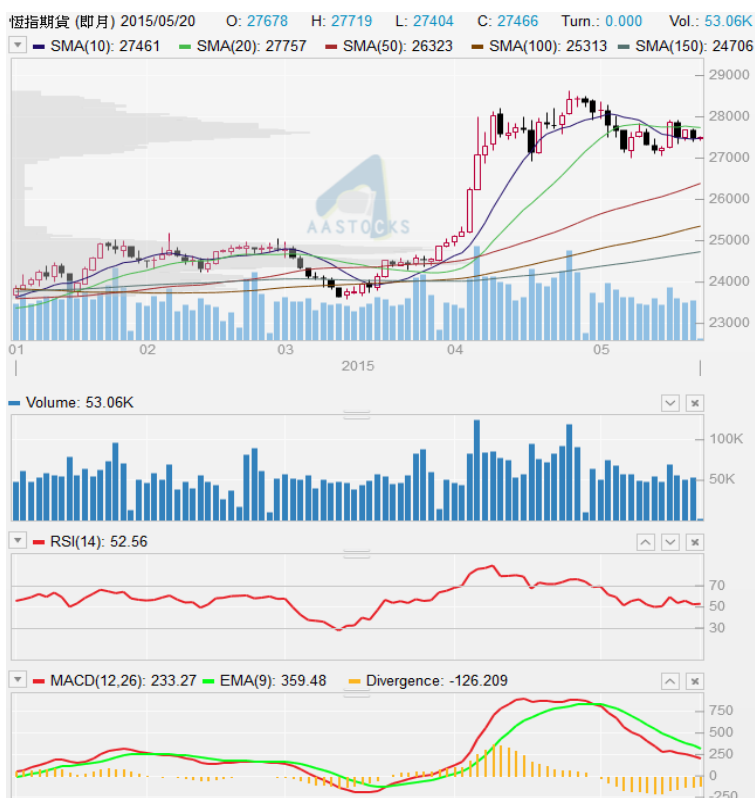 恆指期貨 (即月) 2015/05/20 O: 27678 H: 27719 L: 27404 C: 27466 Turn.: 0.000 Vol.: 53.06K
SMA(10): 27461 SMA(20): 27757 SMA(50): 26323 SMA(100): 25313 SMA(150): 24706
29000
28000
27000
26000
AASTOCKS
25000
24000
23000
01 02 03 04 05
2015
Volume: 53.06K
100K
50K
RSI(14): 52.56
70
50
30
MACD(12,26): 233.27 EMA(9): 359.48 Divergence: -126.209
750
500
250
0
-250